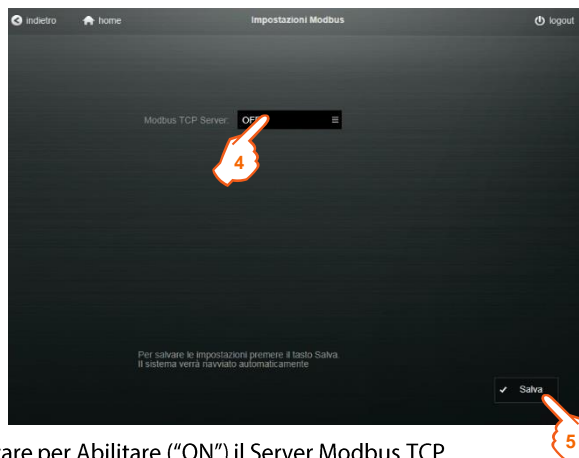 indietro home Impostazioni Modbus logout
Modbus TCP Server: OFF
4
Per salvare le impostazioni premere il tasto Salva.
Il sistema verrà riavviato automaticamente
Salva
5
per Abilitare (“ON”) il Server Modbus TCP